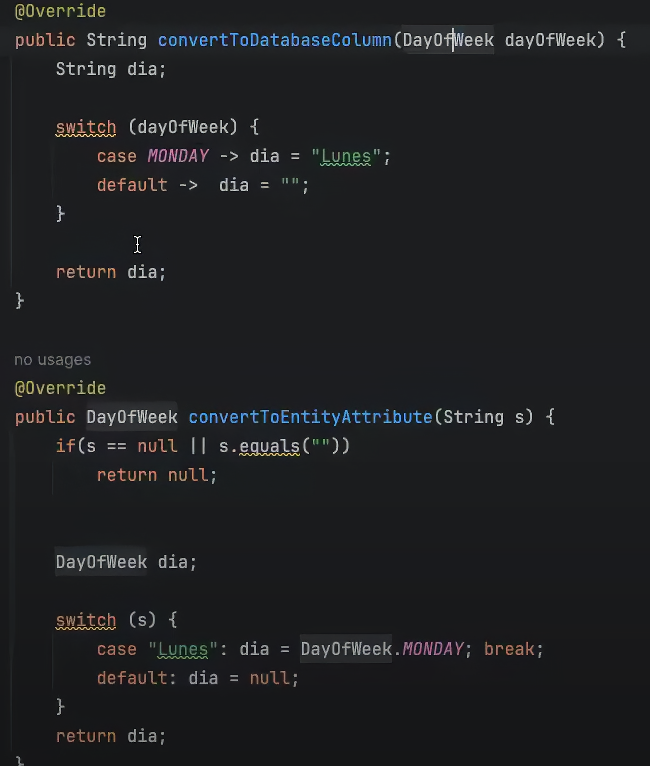 @Override
public String convertToDatabaseColumn(DayOfWeek dayOfWeek) {
    String dia;

    switch (dayOfWeek) {
        case MONDAY -> dia = "Lunes";
        default ->  dia = "";
    }

    return dia;
}

no usages
@Override
public DayOfWeek convertToEntityAttribute(String s) {
    if(s == null || s.equals(""))
        return null;


    DayOfWeek dia;

    switch (s) {
        case "Lunes": dia = DayOfWeek.MONDAY; break;
        default: dia = null;
    }
    return dia;
}